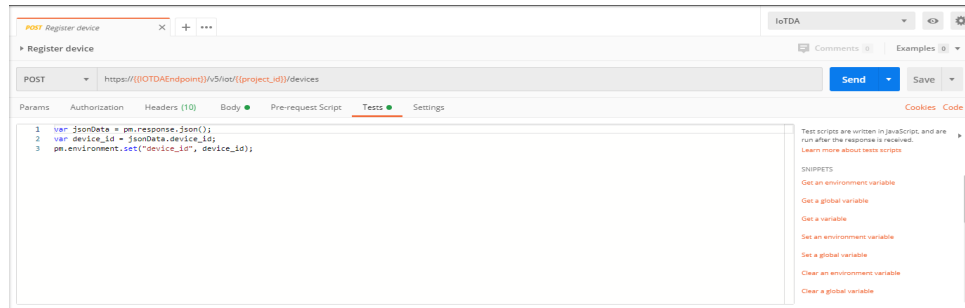 POST Register device
IoTDA
Register device
Comments 0
Examples 0
POST
https://{{IOTDAEndpoint}}/v5/iot/{{project_id}}/devices
Send
Save
Params Authorization Headers (10) Body Pre-request Script Tests Settings
Cookies Code
1 var jsonData = pm.response.json();
2 var device_id = jsonData.device_id;
3 pm.environment.set("device_id", device_id);
Test scripts are written in JavaScript, and are
run after the response is received.
Learn more about tests scripts
SNIPPETS
Get an environment variable
Get a global variable
Get a variable
Set an environment variable
Set a global variable
Clear an environment variable
Clear a global variable